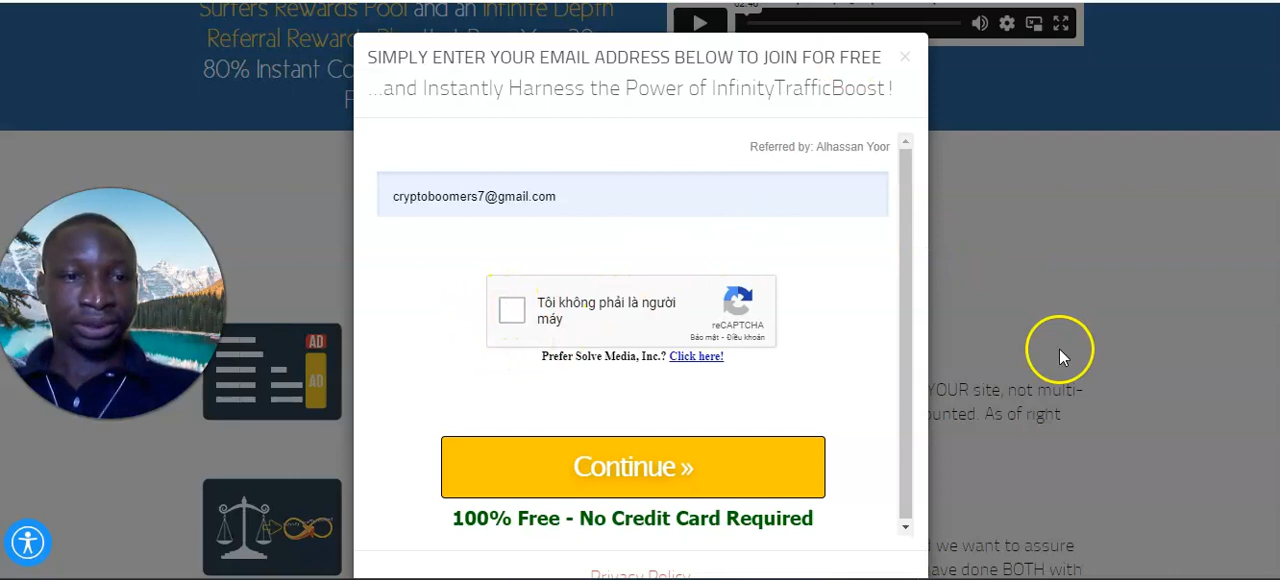 Surfers Rewards Pool and an Infinite Depth
Referral Rewards
80% Instant Co
F
SIMPLY ENTER YOUR EMAIL ADDRESS BELOW TO JOIN FOR FREE
...and Instantly Harness the Power of InfinityTrafficBoost !
Referred by: Alhassan Yoor
cryptoboomers7@gmail.com
Tôi không phải là người
máy
reCAPTCHA
Bảo mật - Điều khoản
Prefer Solve Media, Inc.? Click here!
AD
AD
YOUR site, not multi-
ounted. As of right
Continue »
100% Free - No Credit Card Required
d we want to assure
ave done BOTH with
Privacy Policy